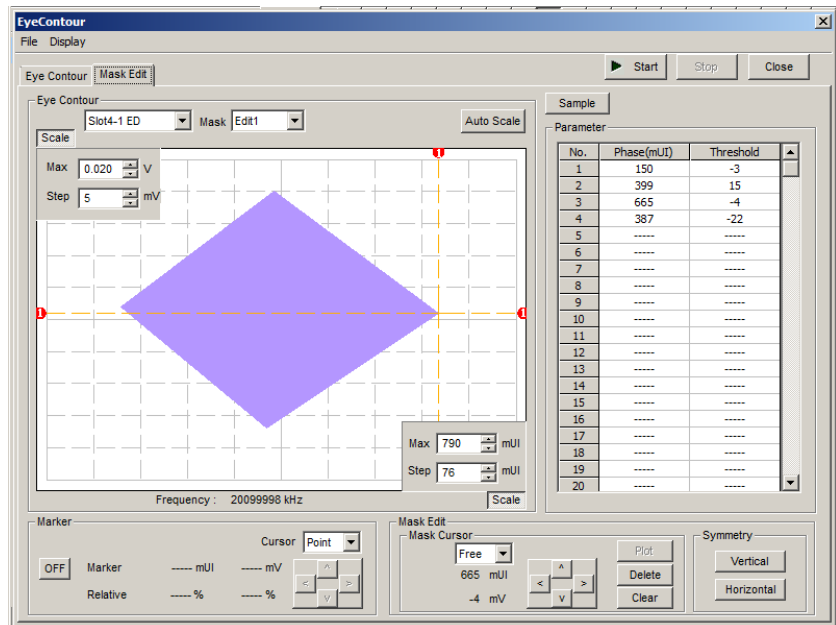 EyeContour
File Display
Start Stop Close
Eye Contour Mask Edit
Eye Contour
Slot4-1 ED Mask Edit1 Auto Scale
Scale
Max 0.020 V
Step 5 mV
1
1
1
Max 790 mUI
Step 76 mUI
Frequency : 20099998 kHz Scale
Sample
Parameter
No. Phase(mUI) Threshold
1 150 -3
2 399 15
3 665 -4
4 387 -22
5 ----- -----
6 ----- -----
7 ----- -----
8 ----- -----
9 ----- -----
10 ----- -----
11 ----- -----
12 ----- -----
13 ----- -----
14 ----- -----
15 ----- -----
16 ----- -----
17 ----- -----
18 ----- -----
19 ----- -----
20 ----- -----
Marker
Cursor Point
OFF Marker ----- mUI ----- mV
Relative ----- % ----- %
^
< >
v
Mask Edit
Mask Cursor
Free
665 mUI
-4 mV
^
< >
v
Plot
Delete
Clear
Symmetry
Vertical
Horizontal